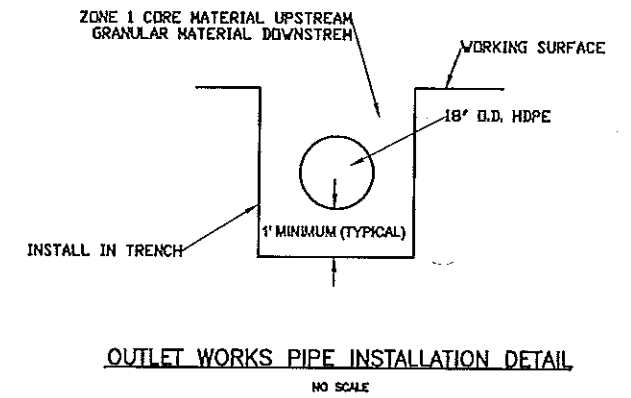 ZONE 1 CORE MATERIAL UPSTREAM
GRANULAR MATERIAL DOWNSTREM
WORKING SURFACE
18' O.D. HDPE
1' MINIMUM (TYPICAL)
INSTALL IN TRENCH
OUTLET WORKS PIPE INSTALLATION DETAIL
NO SCALE